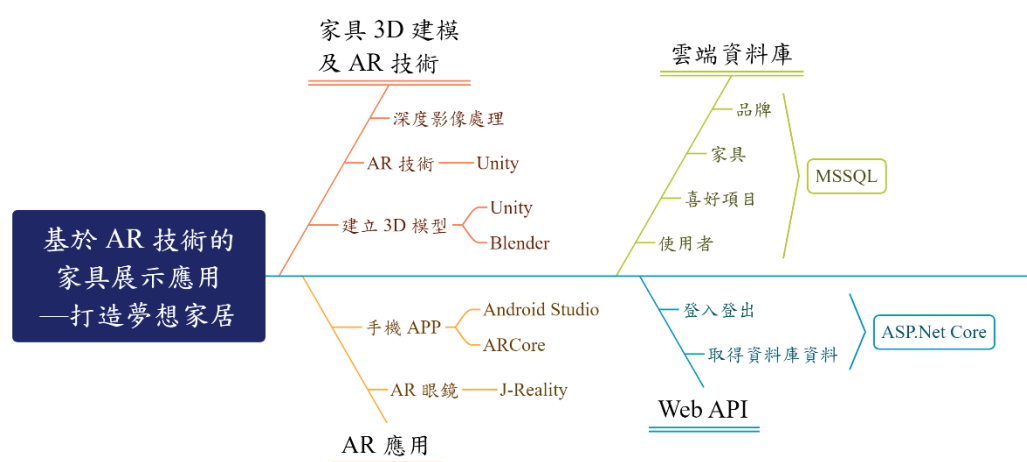 家具 3D 建模
及 AR 技術
深度影像處理
AR 技術
Unity
建立 3D 模型
Unity
Blender
雲端資料庫
品牌
家具
喜好項目
使用者
MSSQL
基於 AR 技術的
家具展示應用
—打造夢想家居
手機 APP
Android Studio
ARCore
AR 眼鏡
J-Reality
AR 應用
登入登出
取得資料庫資料
ASP.Net Core
Web API